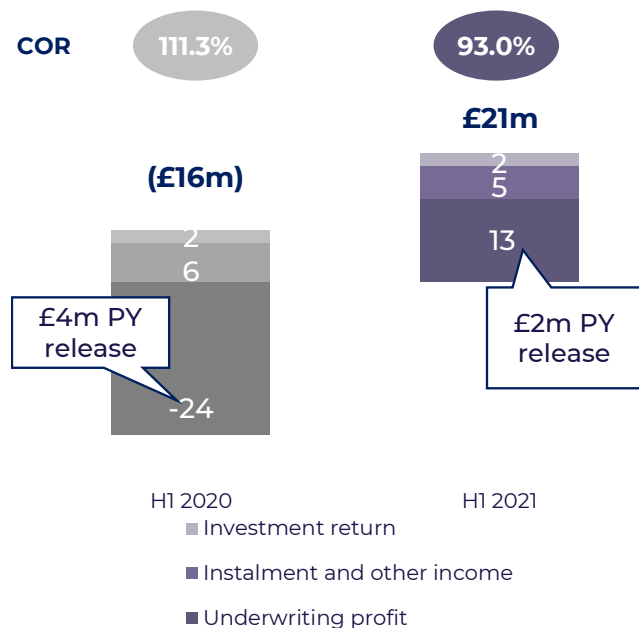 COR
111.3%
93.0%
£21m
(£16m)
2
5
13
2
6
-24
£4m PY
release
£2m PY
release
H1 2020
H1 2021
Investment return
Instalment and other income
Underwriting profit